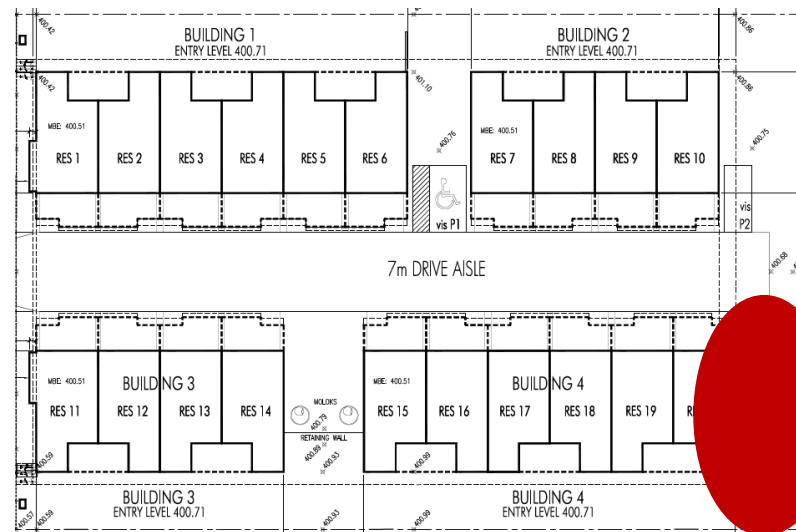 BUILDING 1
ENTRY LEVEL 400.71
BUILDING 2
ENTRY LEVEL 400.71
400.42
400.86
400.42
401.10
400.86
400.76
400.75
MBE: 400.51
MBE: 400.51
RES 1
RES 2
RES 3
RES 4
RES 5
RES 6
RES 7
RES 8
RES 9
RES 10
vis P1
vis
P2
7m DRIVE AISLE
400.68
MBE: 400.51
BUILDING 3
MBE: 400.51
BUILDING 4
RES 11
RES 12
RES 13
RES 14
MOLOKS
400.79
RETAINING WALL
RES 15
RES 16
RES 17
RES 18
RES 19
400.59
400.89
400.93
400.99
BUILDING 3
ENTRY LEVEL 400.71
BUILDING 4
ENTRY LEVEL 400.71
400.57
400.59
400.93
400.99